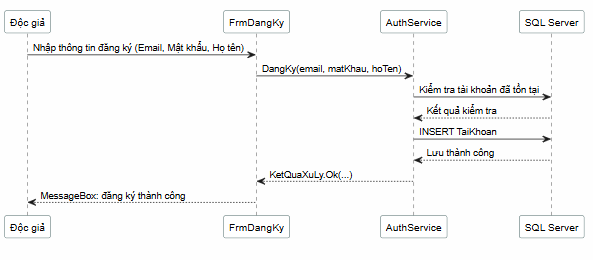 Độc giả
FrmDangKy
AuthService
SQL Server
Nhập thông tin đăng ký (Email, Mật khẩu, Họ tên)
DangKy(email, matKhau, hoTen)
Kiểm tra tài khoản đã tồn tại
Kết quả kiểm tra
INSERT TaiKhoan
Lưu thành công
KetQuaXuLy.Ok(...)
MessageBox: đăng ký thành công
Độc giả
FrmDangKy
AuthService
SQL Server